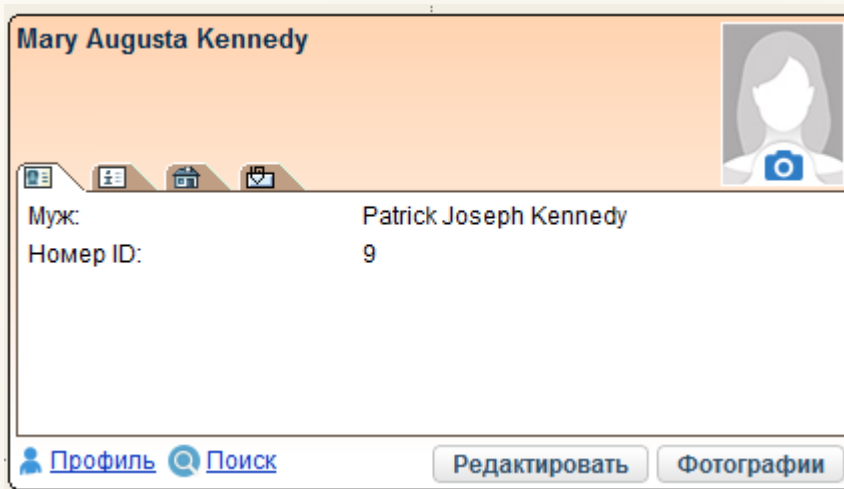 Mary Augusta Kennedy
Муж: Patrick Joseph Kennedy
Номер ID: 9
Профиль Поиск Редактировать Фотографии